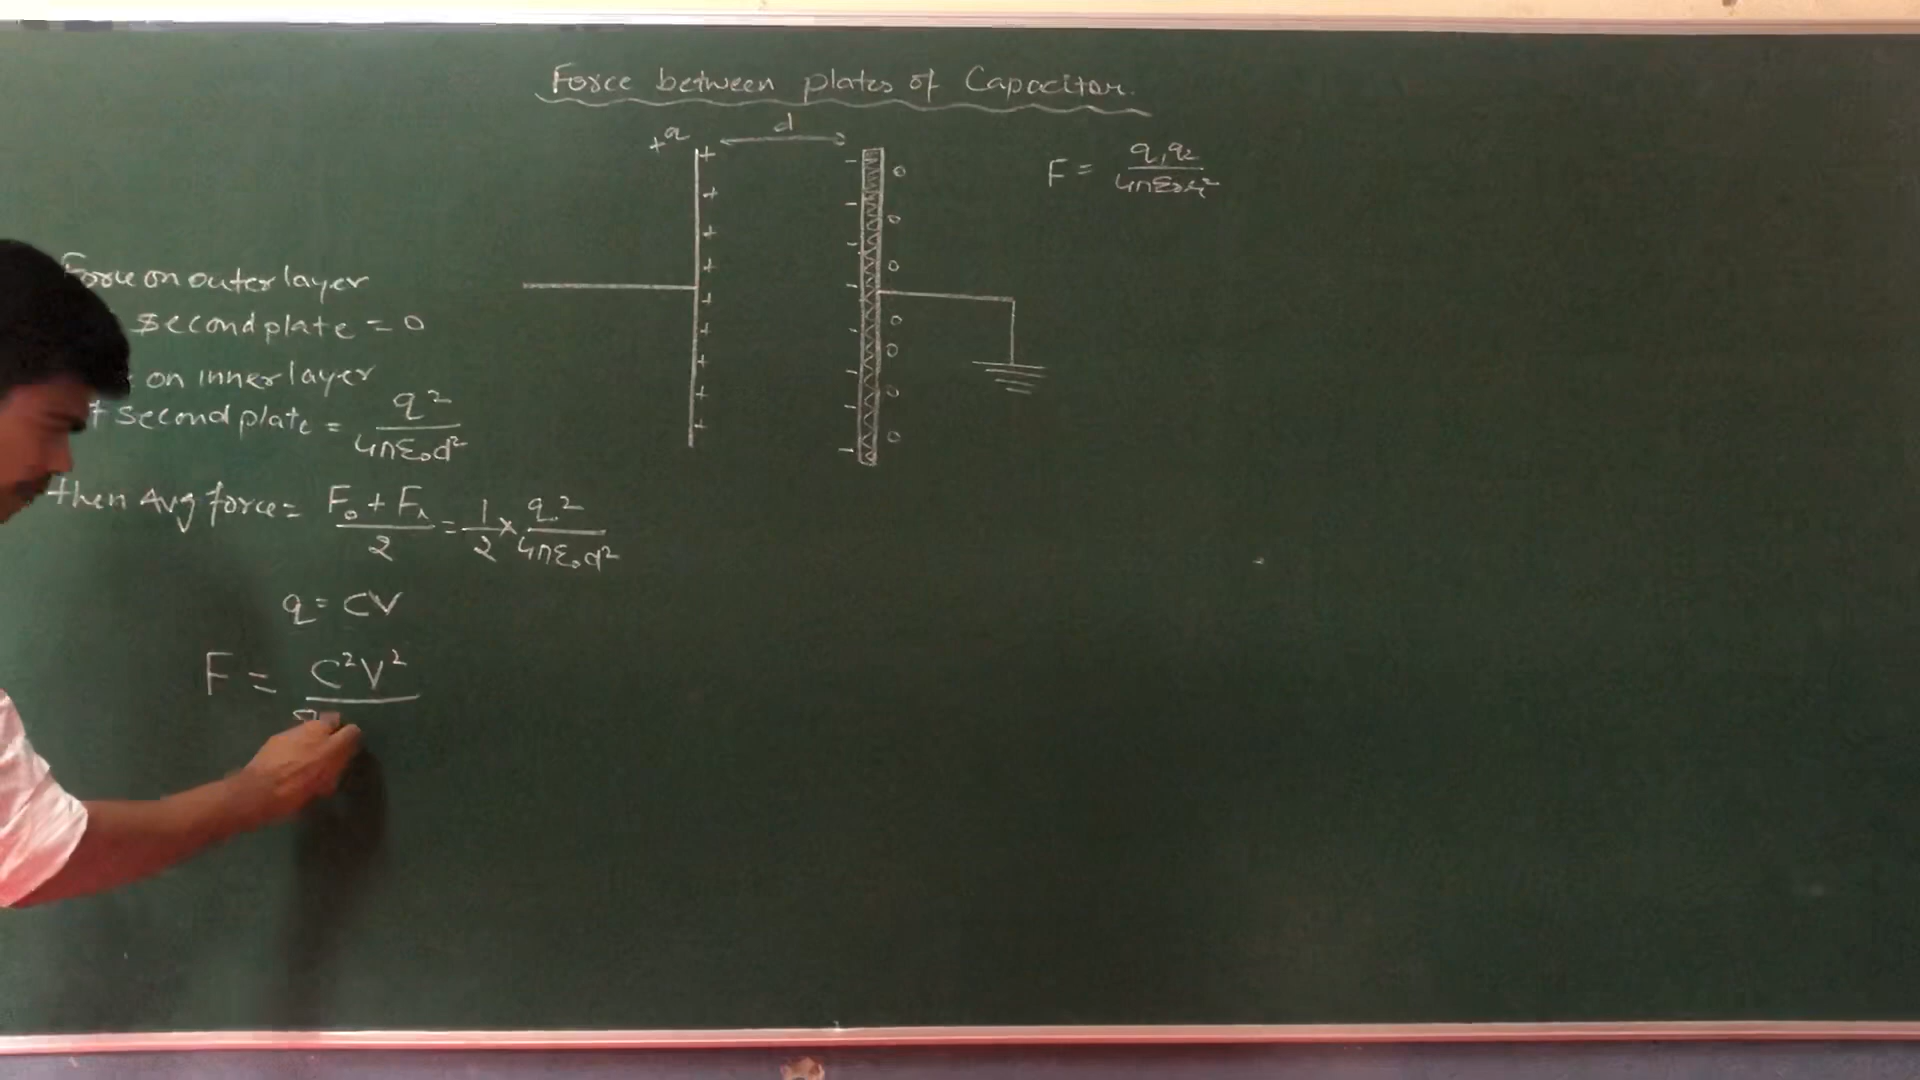 Force between plates of Capacitor.
+q
d
F = q₁q₂ / 4πε₀r²
Force on outer layer
second plate = 0
on inner layer
second plate = q² / 4πε₀d²
then Avg force = (F₀ + Fᵢ) / 2 = 1/2 × q² / 4πε₀d²
q = CV
F = C²V²